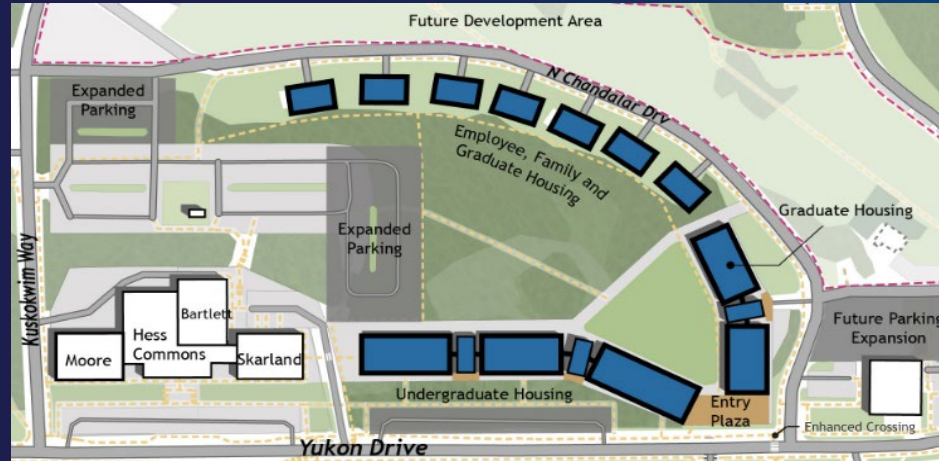 Future Development Area
Expanded
Parking
N Chandalar Drv
Employee, Family and
Graduate Housing
Graduate Housing
Expanded
Parking
Kuskokwim Way
Bartlett
Hess
Commons
Moore
Skarland
Future Parking
Expansion
Undergraduate Housing
Entry
Plaza
Enhanced Crossing
Yukon Drive